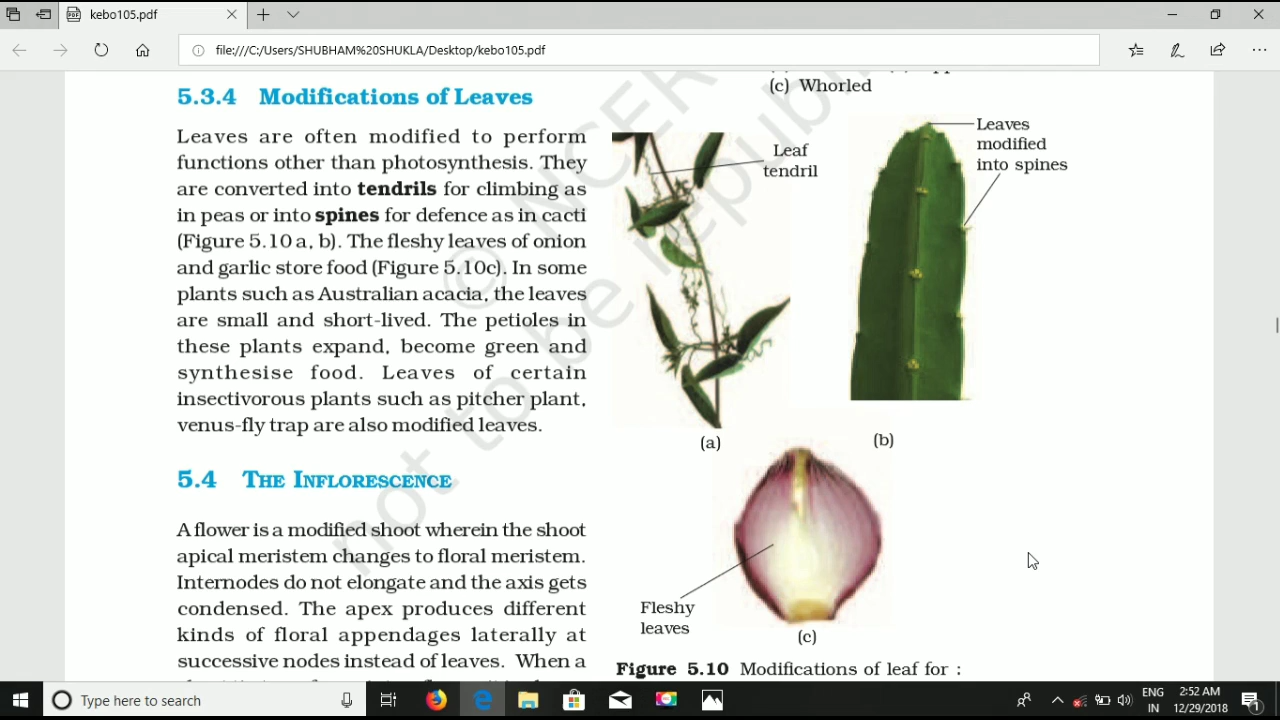 kebo105.pdf
file:///C:/Users/SHUBHAM%20SHUKLA/Desktop/kebo105.pdf
5.3.4 Modifications of Leaves
Leaves are often modified to perform
functions other than photosynthesis. They
are converted into tendrils for climbing as
in peas or into spines for defence as in cacti
(Figure 5.10 a, b). The fleshy leaves of onion
and garlic store food (Figure 5.10c). In some
plants such as Australian acacia, the leaves
are small and short-lived. The petioles in
these plants expand, become green and
synthesise food. Leaves of certain
insectivorous plants such as pitcher plant,
venus-fly trap are also modified leaves.
5.4 THE INFLORESCENCE
A flower is a modified shoot wherein the shoot
apical meristem changes to floral meristem.
Internodes do not elongate and the axis gets
condensed. The apex produces different
kinds of floral appendages laterally at
successive nodes instead of leaves. When a
(c) Whorled
Leaf
tendril
Leaves
modified
into spines
(a)
(b)
Fleshy
leaves
(c)
Figure 5.10 Modifications of leaf for :
© NCER
not to be republi
Type here to search
ENG
IN
2:52 AM
12/29/2018
1